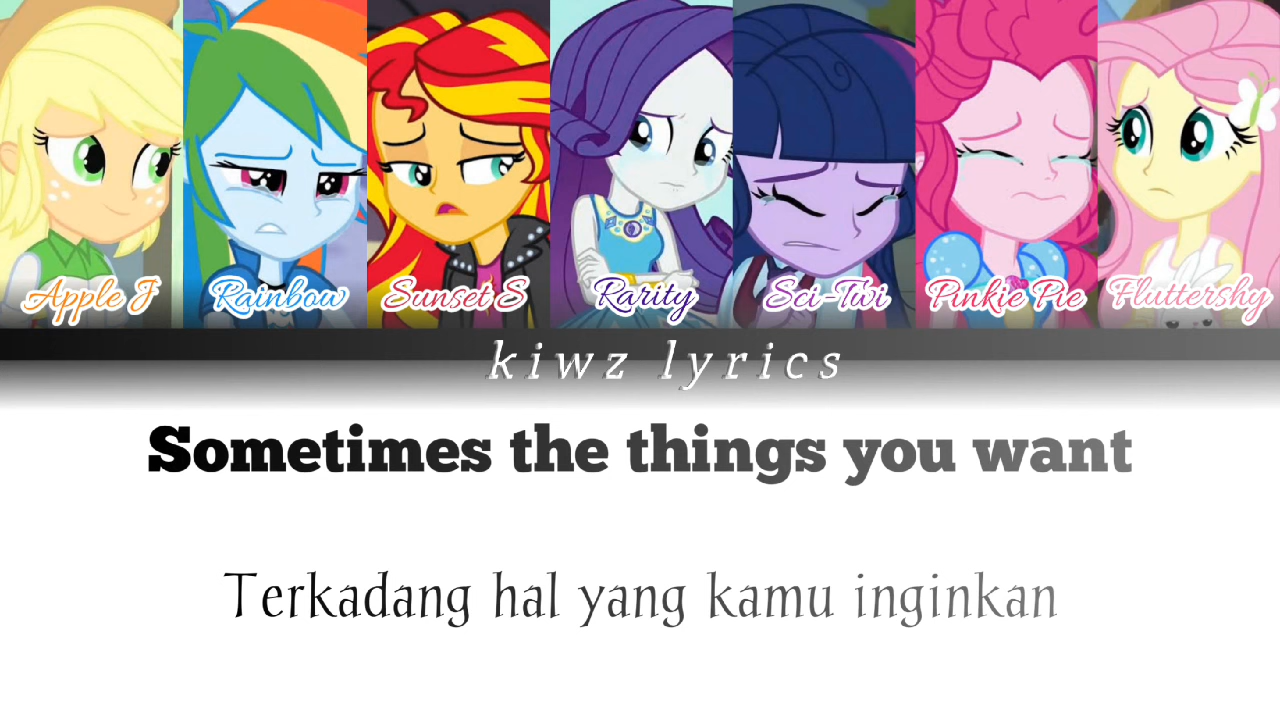 Apple J Rainbow Sunset S Rarity Sci-Twi Pinkie Pie Fluttershy
kiwz lyrics
Sometimes the things you want
Terkadang hal yang kamu inginkan